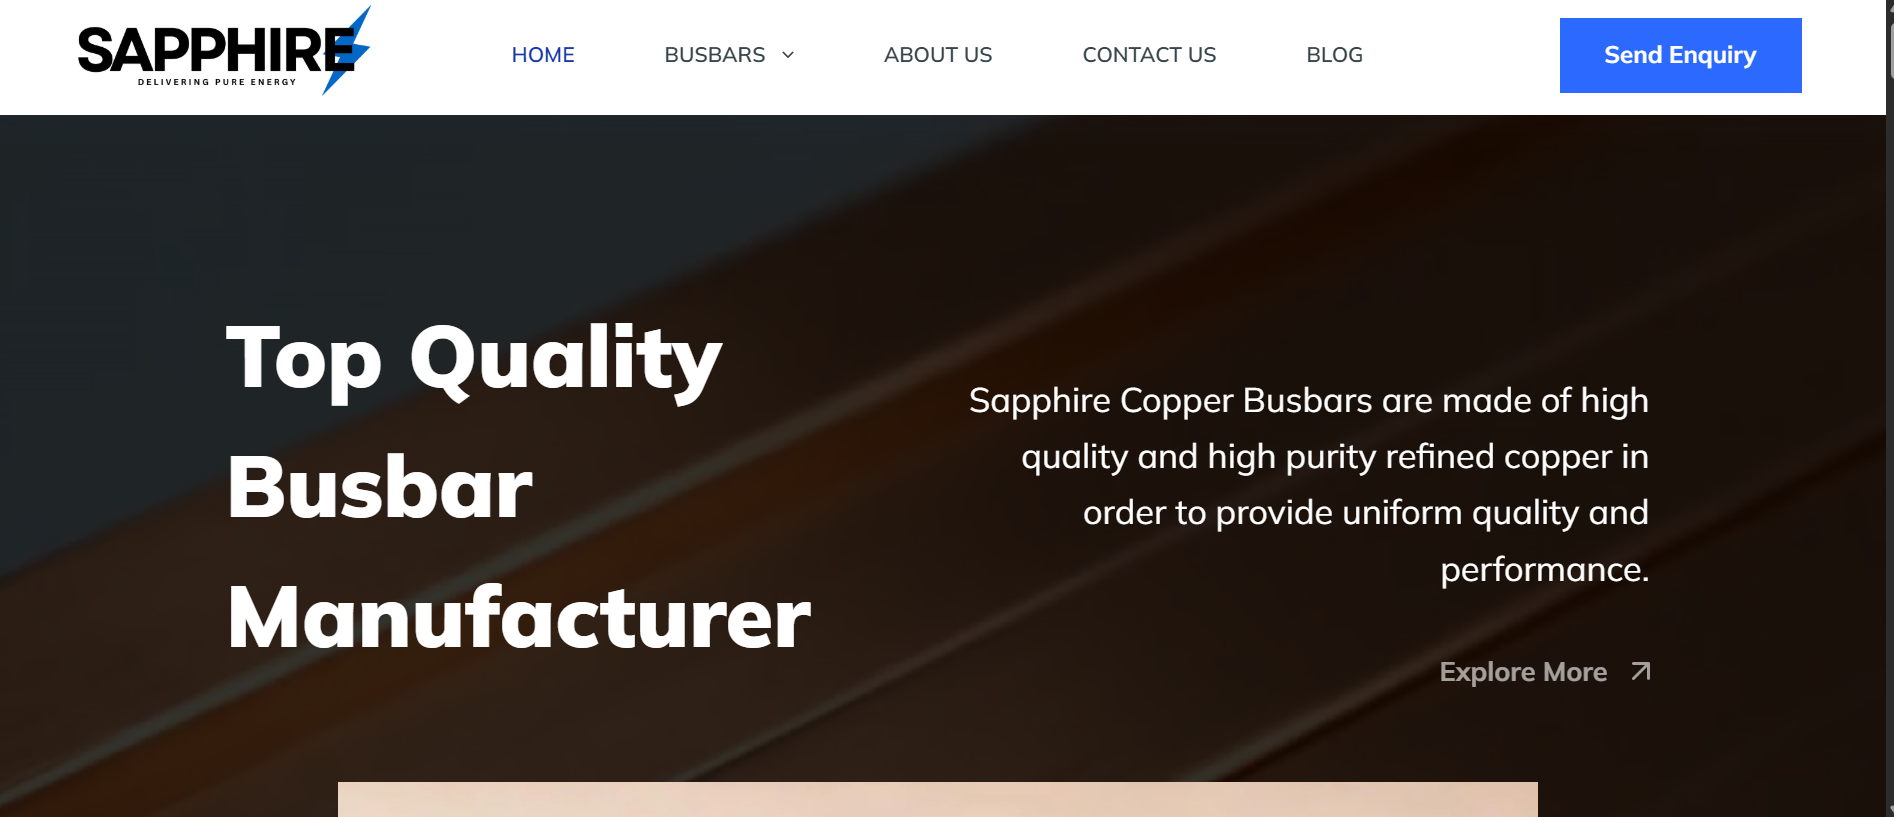 SAPPHIRE
DELIVERING PURE ENERGY
HOME
BUSBARS
ABOUT US
CONTACT US
BLOG
Send Enquiry
Top Quality
Busbar
Manufacturer
Sapphire Copper Busbars are made of high
quality and high purity refined copper in
order to provide uniform quality and
performance.
Explore More